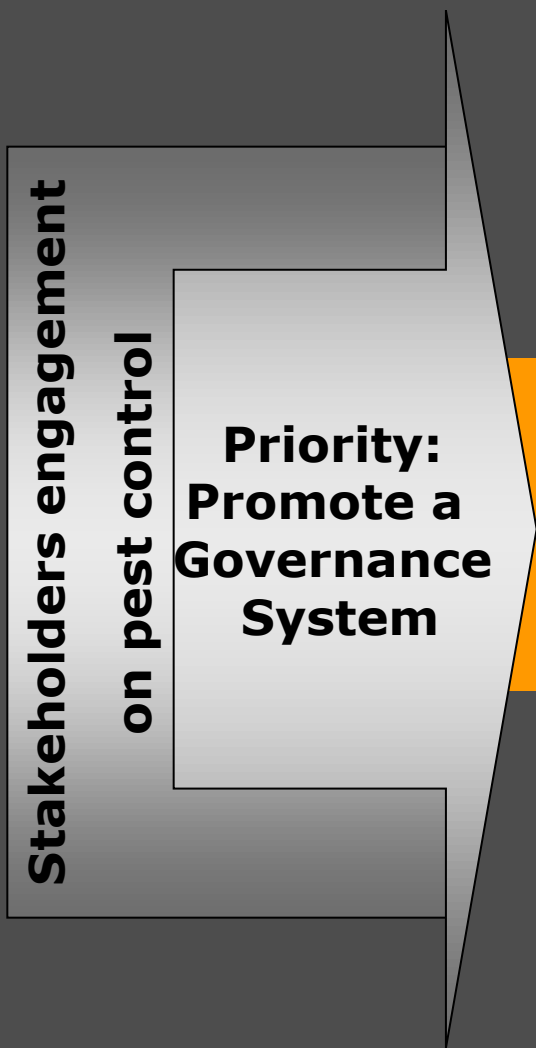 Stakeholders engagement
on pest control
Priority:
Promote a
Governance
System